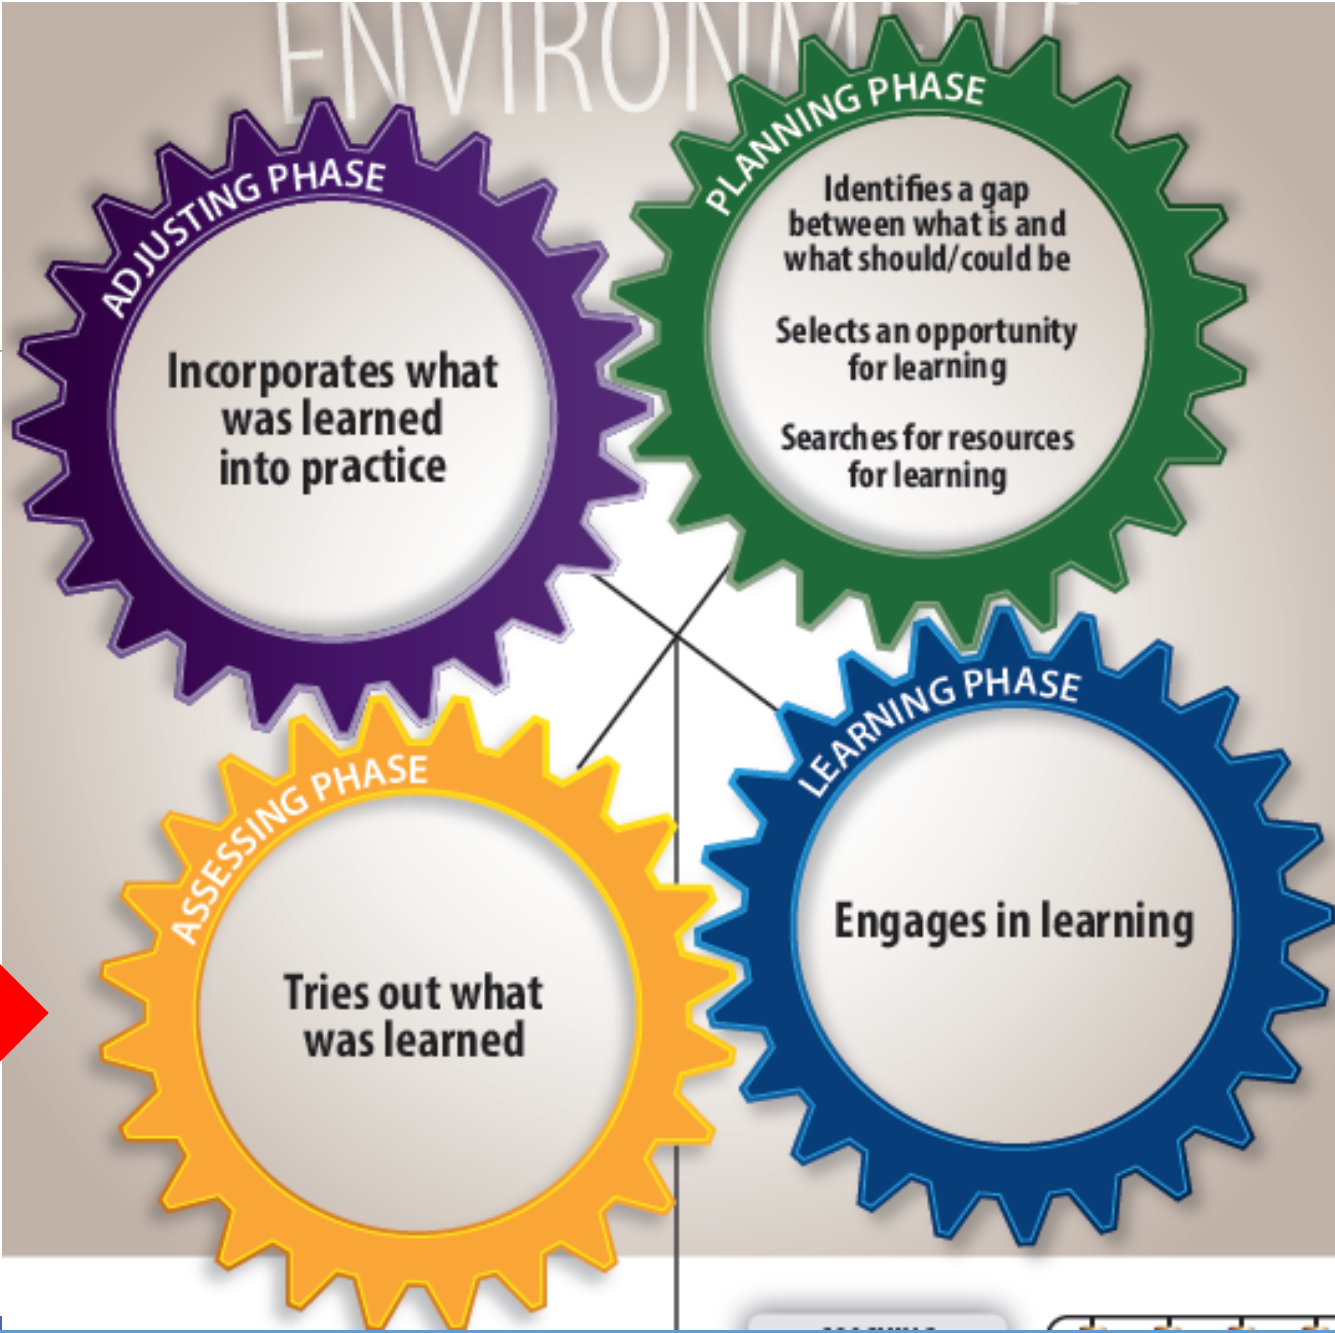 ENVIRONMENT
PLANNING PHASE
Identifies a gap
between what is and
what should/could be
Selects an opportunity
for learning
Searches for resources
for learning
ADJUSTING PHASE
Incorporates what
was learned
into practice
LEARNING PHASE
Engages in learning
ASSESSING PHASE
Tries out what
was learned